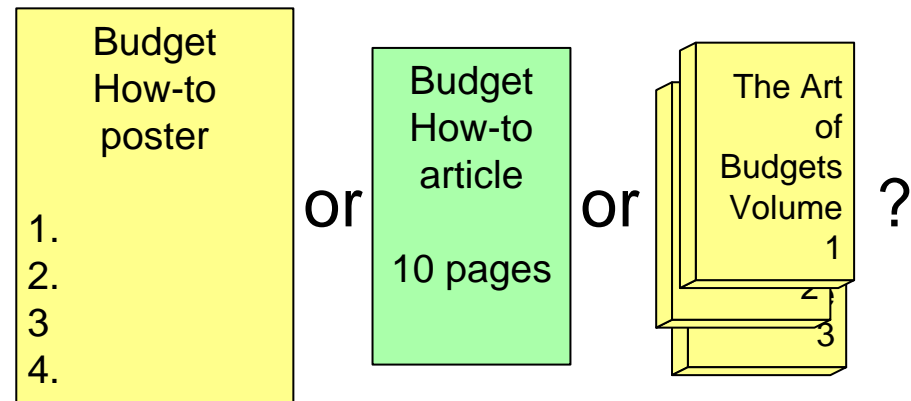 Budget
How-to
poster
1.
2.
3
4.
or
Budget
How-to
article
10 pages
or
The Art
of
Budgets
Volume
1
2
3
?